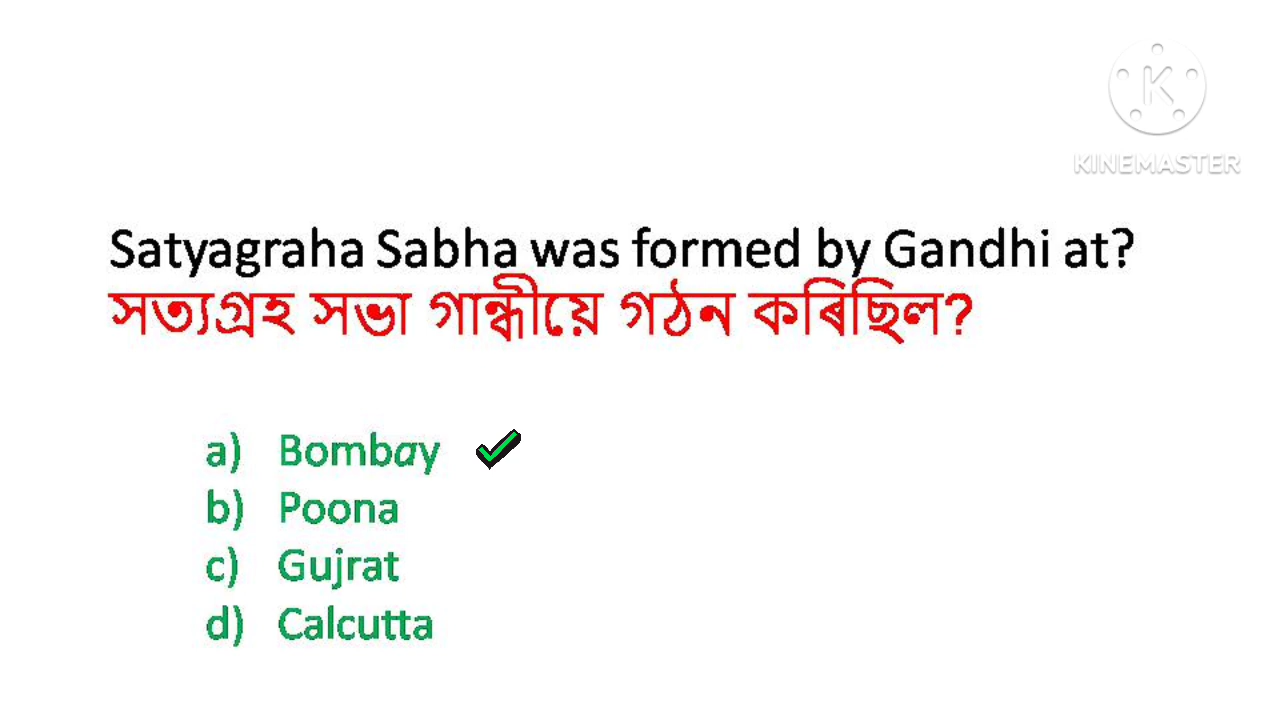 KINEMASTER
Satyagraha Sabha was formed by Gandhi at?
সত্যগ্ৰহ সভা গান্ধীয়ে গঠন কৰিছিল?
a) Bombay
b) Poona
c) Gujrat
d) Calcutta